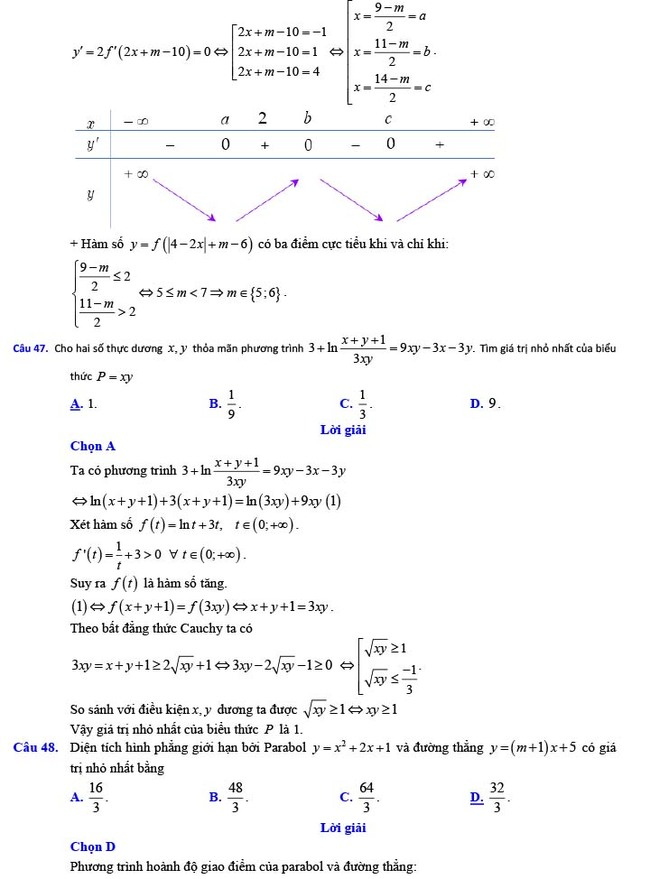 y′ = 2f′(2x+m−10) = 0 ⇔ [ 2x+m−10 = −1 ; 2x+m−10 = 1 ; 2x+m−10 = 4 ⇔ [ x = (9−m)/2 = a ; x = (11−m)/2 = b ; x = (14−m)/2 = c .
x −∞ a 2 b c +∞
y′ − 0 + 0 − 0 +
y +∞ +∞
+ Hàm số y = f(|4−2x|+m−6) có ba điểm cực tiểu khi và chỉ khi:
{ (9−m)/2 ≤ 2 ; (11−m)/2 > 2 ⇔ 5 ≤ m < 7 ⇒ m ∈ {5;6} .
Câu 47. Cho hai số thực dương x, y thỏa mãn phương trình 3 + ln (x+y+1)/(3xy) = 9xy−3x−3y. Tìm giá trị nhỏ nhất của biểu
thức P = xy
A. 1. B. 1/9 . C. 1/3 . D. 9.
Lời giải
Chọn A
Ta có phương trình 3 + ln (x+y+1)/(3xy) = 9xy−3x−3y
⇔ ln(x+y+1)+3(x+y+1) = ln(3xy)+9xy (1)
Xét hàm số f(t) = ln t + 3t, t ∈ (0;+∞).
f'(t) = 1/t + 3 > 0 ∀ t ∈ (0;+∞).
Suy ra f(t) là hàm số tăng.
(1) ⇔ f(x+y+1) = f(3xy) ⇔ x+y+1 = 3xy.
Theo bất đẳng thức Cauchy ta có
3xy = x+y+1 ≥ 2√xy+1 ⇔ 3xy−2√xy−1 ≥ 0 ⇔ [ √xy ≥ 1 ; √xy ≤ −1/3 .
So sánh với điều kiện x, y dương ta được √xy ≥ 1 ⇔ xy ≥ 1
Vậy giá trị nhỏ nhất của biểu thức P là 1.
Câu 48. Diện tích hình phẳng giới hạn bởi Parabol y = x² + 2x + 1 và đường thẳng y = (m+1)x + 5 có giá
trị nhỏ nhất bằng
A. 16/3 . B. 48/3 . C. 64/3 . D. 32/3 .
Lời giải
Chọn D
Phương trình hoành độ giao điểm của parabol và đường thẳng: